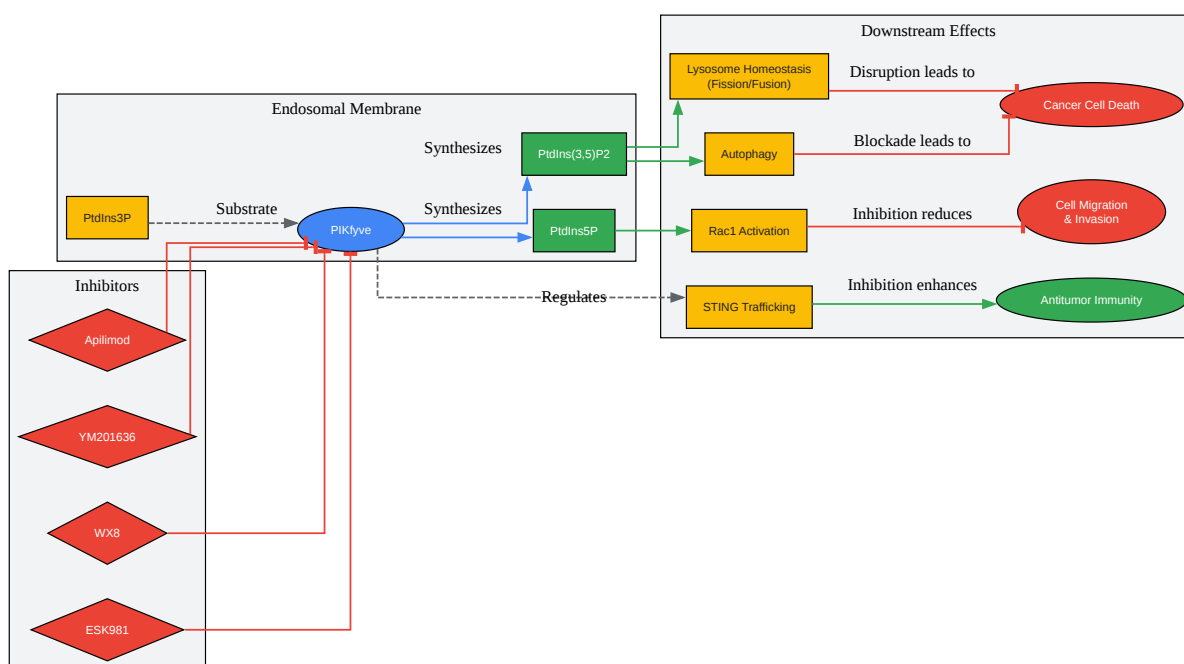 Downstream Effects
Lysosome Homeostasis
(Fission/Fusion)
Disruption leads to
Cancer Cell Death
Endosomal Membrane
Synthesizes
PtdIns(3,5)P2
Autophagy
Blockade leads to
PtdIns3P
Substrate
PIKfyve
Synthesizes
PtdIns5P
Rac1 Activation
Inhibition reduces
Cell Migration
& Invasion
Regulates
STING Trafficking
Inhibition enhances
Antitumor Immunity
Inhibitors
Apilimod
YM201636
WX8
ESK981